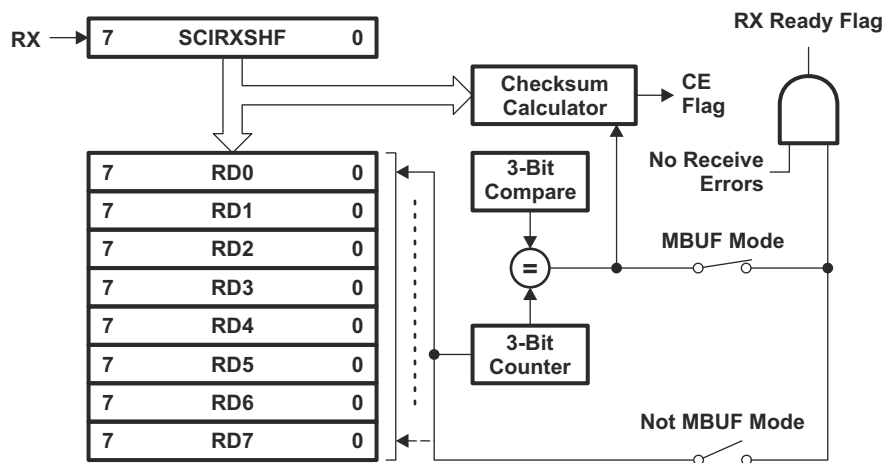 RX Ready Flag
RX
7 SCIRXSHF 0
Checksum
Calculator
CE
Flag
No Receive
Errors
7 RD0 0
7 RD1 0
7 RD2 0
7 RD3 0
7 RD4 0
7 RD5 0
7 RD6 0
7 RD7 0
3-Bit
Compare
=
3-Bit
Counter
MBUF Mode
Not MBUF Mode